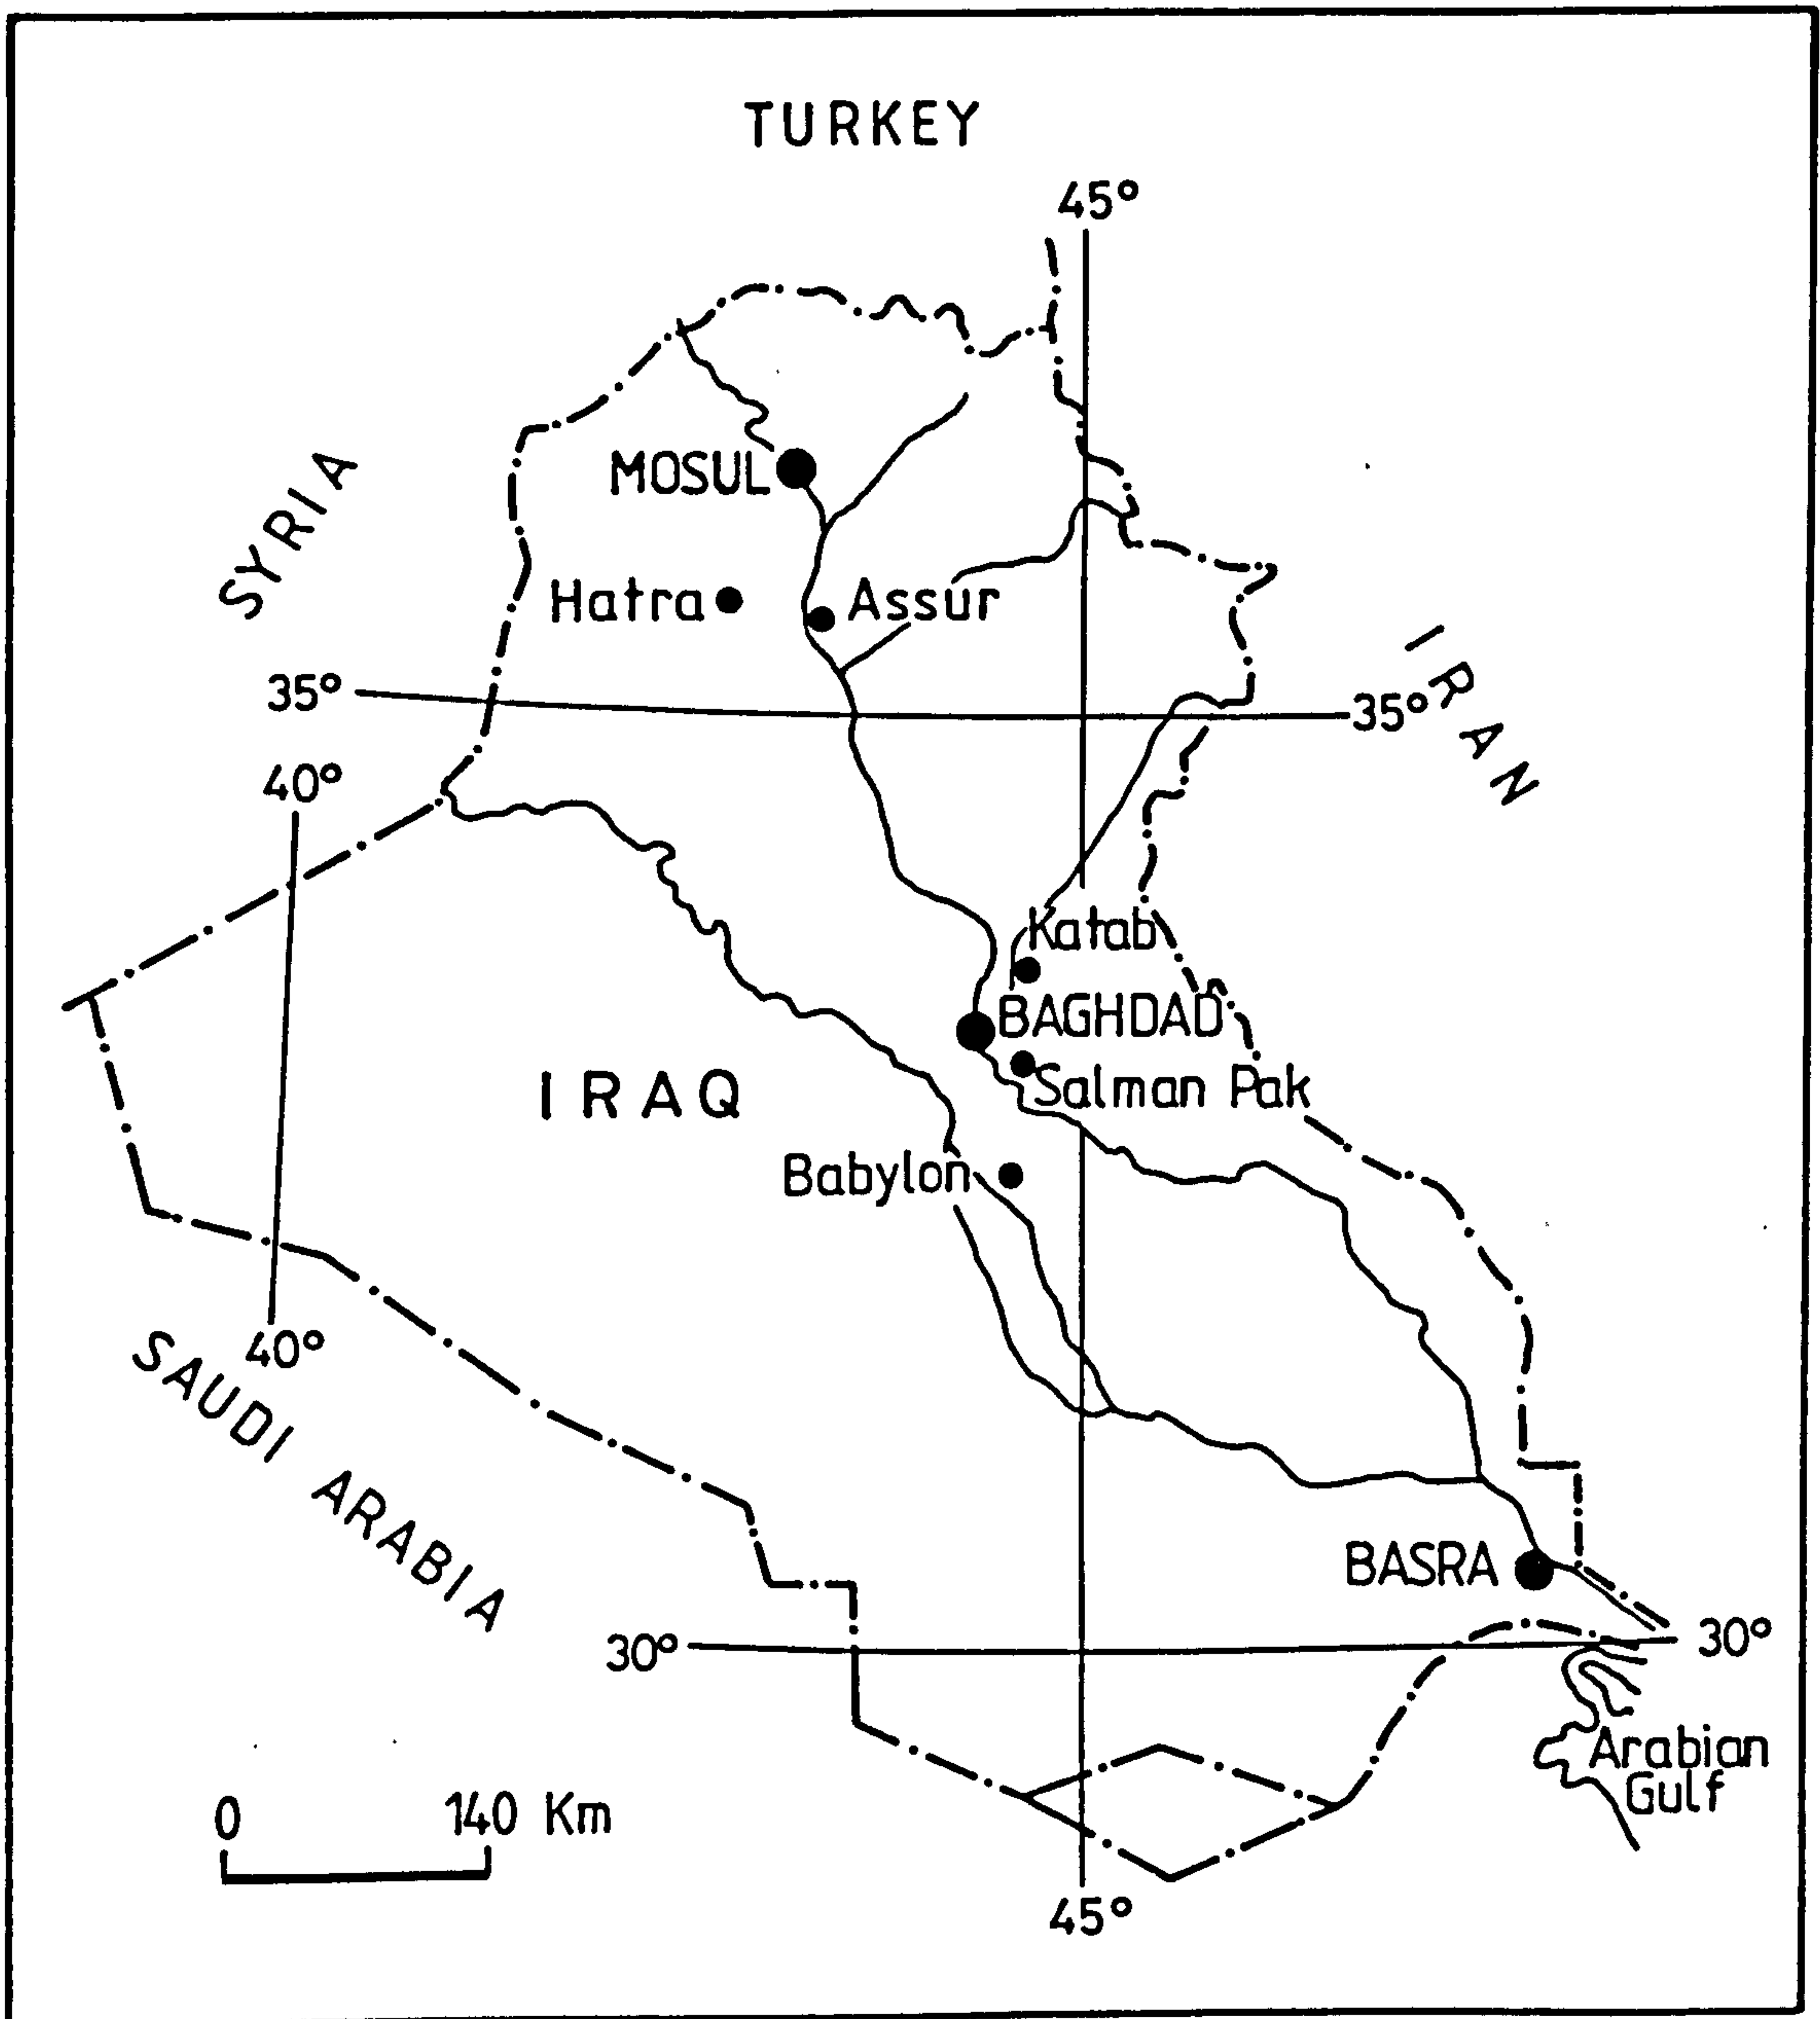 TURKEY
45°
MOSUL
SYRIA
Hatra
Assur
IRAN
35°
35°
40°
Katab
BAGHDAD
IRAQ
Salman Pak
Babylon
40°
SAUDI ARABIA
BASRA
30°
30°
Arabian
Gulf
0
140 Km
45°